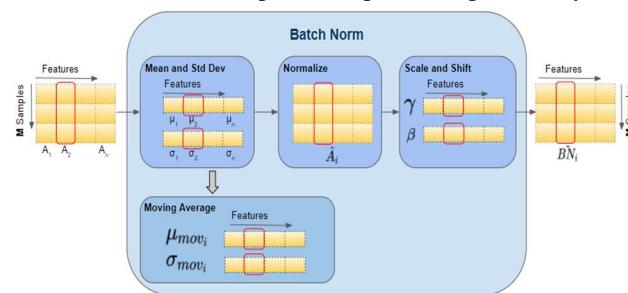 Batch Norm
Features
M Samples
A1 A2 An
Mean and Std Dev
Features
μ1 μ2 μn
σ1 σ2 σn
Normalize
Âi
Scale and Shift
Features
γ
β
Features
BNi
Moving Average
Features
μmovi
σmovi